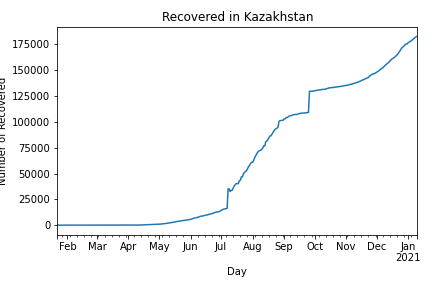 Recovered in Kazakhstan
Number of Recovered
175000
150000
125000
100000
75000
50000
25000
0
Feb Mar Apr May Jun Jul Aug Sep Oct Nov Dec Jan
2021
Day